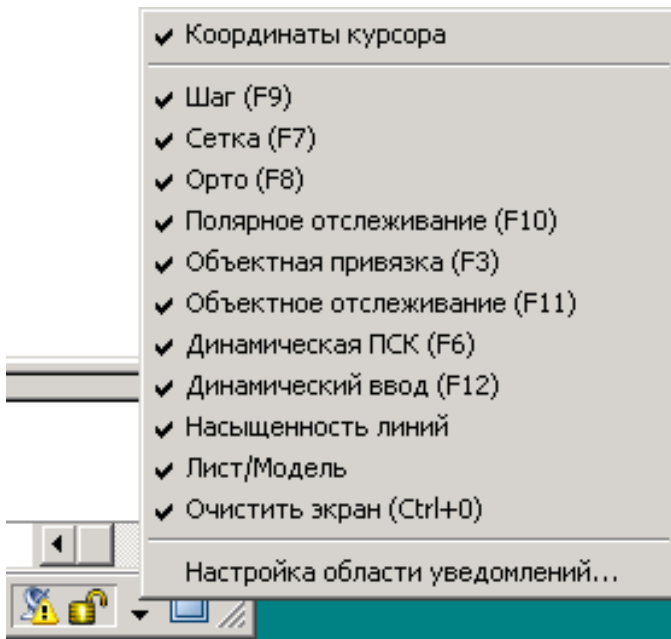 Координаты курсора
Шаг (F9)
Сетка (F7)
Орто (F8)
Полярное отслеживание (F10)
Объектная привязка (F3)
Объектное отслеживание (F11)
Динамическая ПСК (F6)
Динамический ввод (F12)
Насыщенность линий
Лист/Модель
Очистить экран (Ctrl+0)
Настройка области уведомлений...